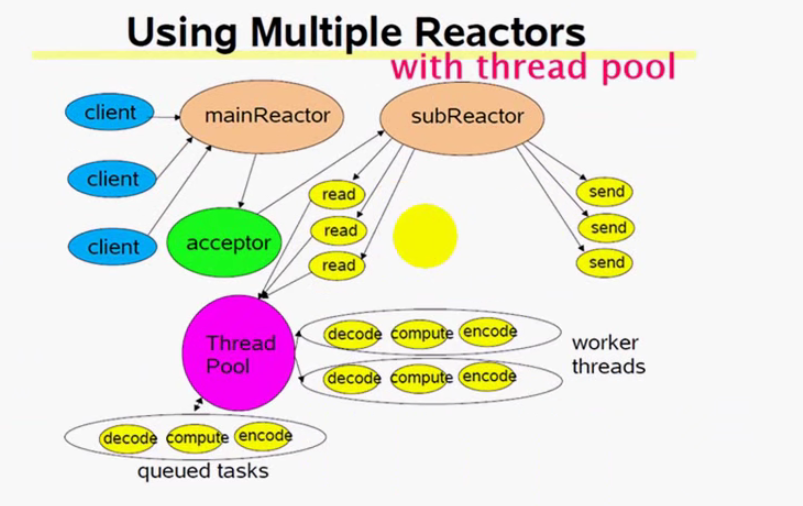 Using Multiple Reactors
with thread pool
client
mainReactor
subReactor
client
client
acceptor
read
read
read
send
send
send
Thread
Pool
decode compute encode
decode compute encode
worker
threads
decode compute encode
queued tasks